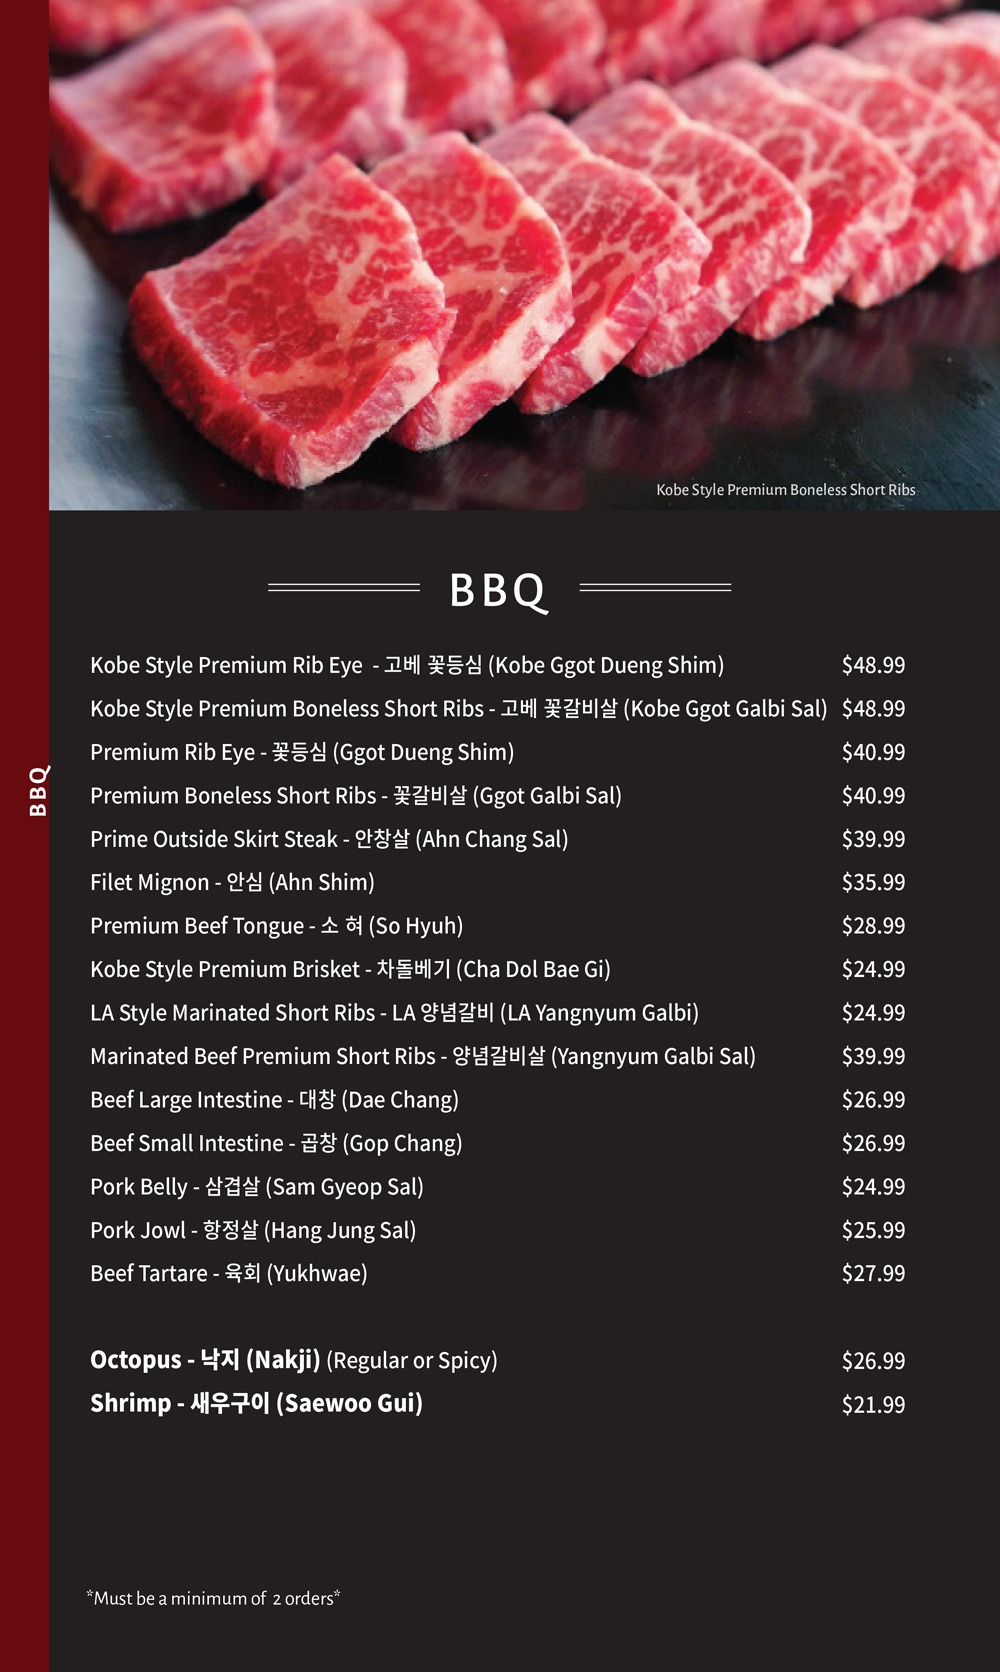 Kobe Style Premium Boneless Short Ribs
BBQ
BBQ
Kobe Style Premium Rib Eye - 고베 꽃등심 (Kobe Ggot Dueng Shim) $48.99
Kobe Style Premium Boneless Short Ribs - 고베 꽃갈비살 (Kobe Ggot Galbi Sal) $48.99
Premium Rib Eye - 꽃등심 (Ggot Dueng Shim) $40.99
Premium Boneless Short Ribs - 꽃갈비살 (Ggot Galbi Sal) $40.99
Prime Outside Skirt Steak - 안창살 (Ahn Chang Sal) $39.99
Filet Mignon - 안심 (Ahn Shim) $35.99
Premium Beef Tongue - 소 혀 (So Hyuh) $28.99
Kobe Style Premium Brisket - 차돌베기 (Cha Dol Bae Gi) $24.99
LA Style Marinated Short Ribs - LA 양념갈비 (LA Yangnyum Galbi) $24.99
Marinated Beef Premium Short Ribs - 양념갈비살 (Yangnyum Galbi Sal) $39.99
Beef Large Intestine - 대창 (Dae Chang) $26.99
Beef Small Intestine - 곱창 (Gop Chang) $26.99
Pork Belly - 삼겹살 (Sam Gyeop Sal) $24.99
Pork Jowl - 항정살 (Hang Jung Sal) $25.99
Beef Tartare - 육회 (Yukhwae) $27.99
Octopus - 낙지 (Nakji) (Regular or Spicy) $26.99
Shrimp - 새우구이 (Saewoo Gui) $21.99
*Must be a minimum of 2 orders*